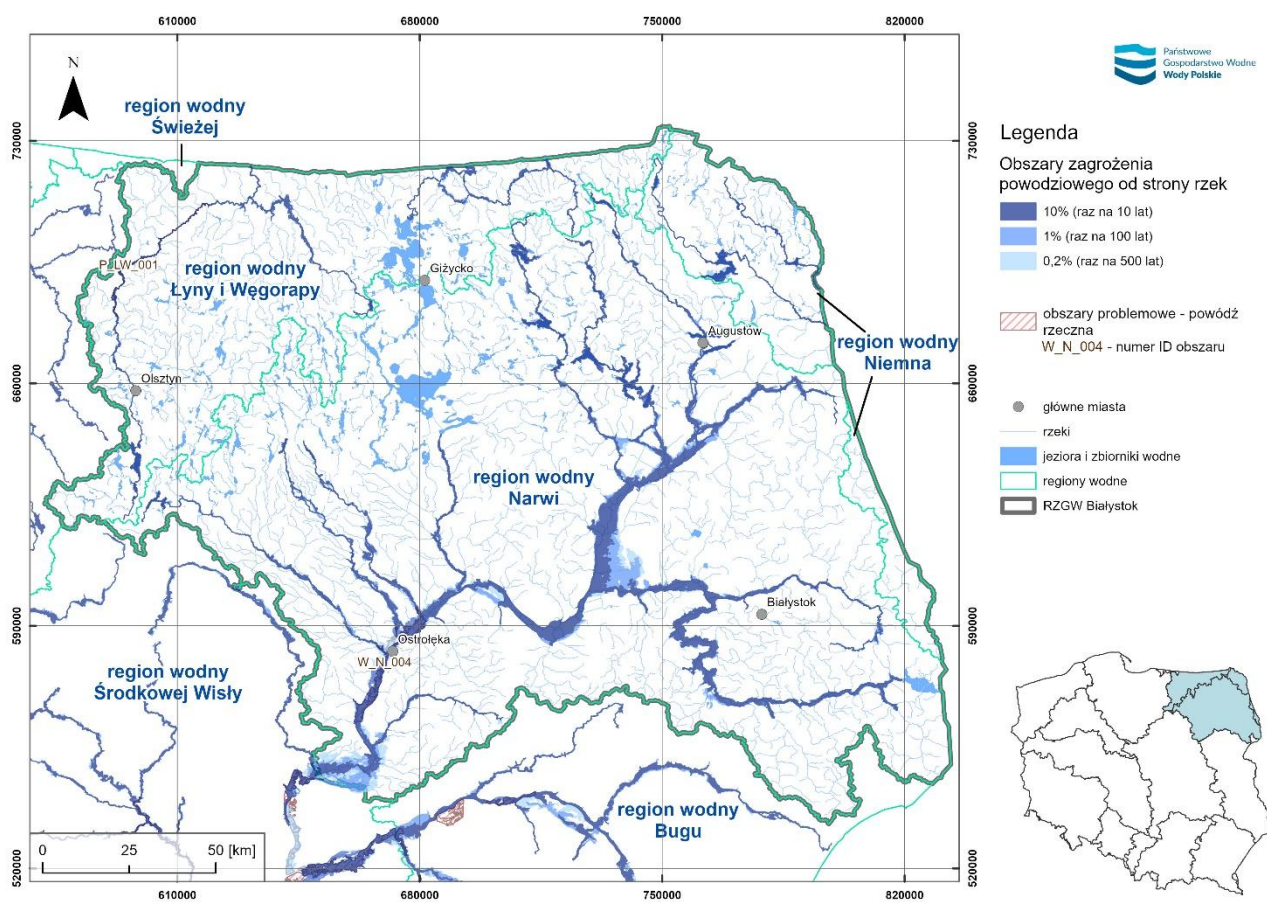 610000
680000
750000
820000
N
region wodny
Świeżej
730000
730000
P_LW_001
region wodny
Łyny i Węgorapy
Giżycko
Augustów
region wodny
Niemna
660000
660000
Olsztyn
region wodny
Narwi
Białystok
590000
590000
Ostrołęka
W_N_004
region wodny
Środkowej Wisły
region wodny
Bugu
0
25
50 [km]
520000
520000
610000
680000
750000
820000
Państwowe
Gospodarstwo Wodne
Wody Polskie
Legenda
Obszary zagrożenia
powodziowego od strony rzek
10% (raz na 10 lat)
1% (raz na 100 lat)
0,2% (raz na 500 lat)
obszary problemowe - powódź
rzeczna
W_N_004 - numer ID obszaru
główne miasta
rzeki
jeziora i zbiorniki wodne
regiony wodne
RZGW Białystok